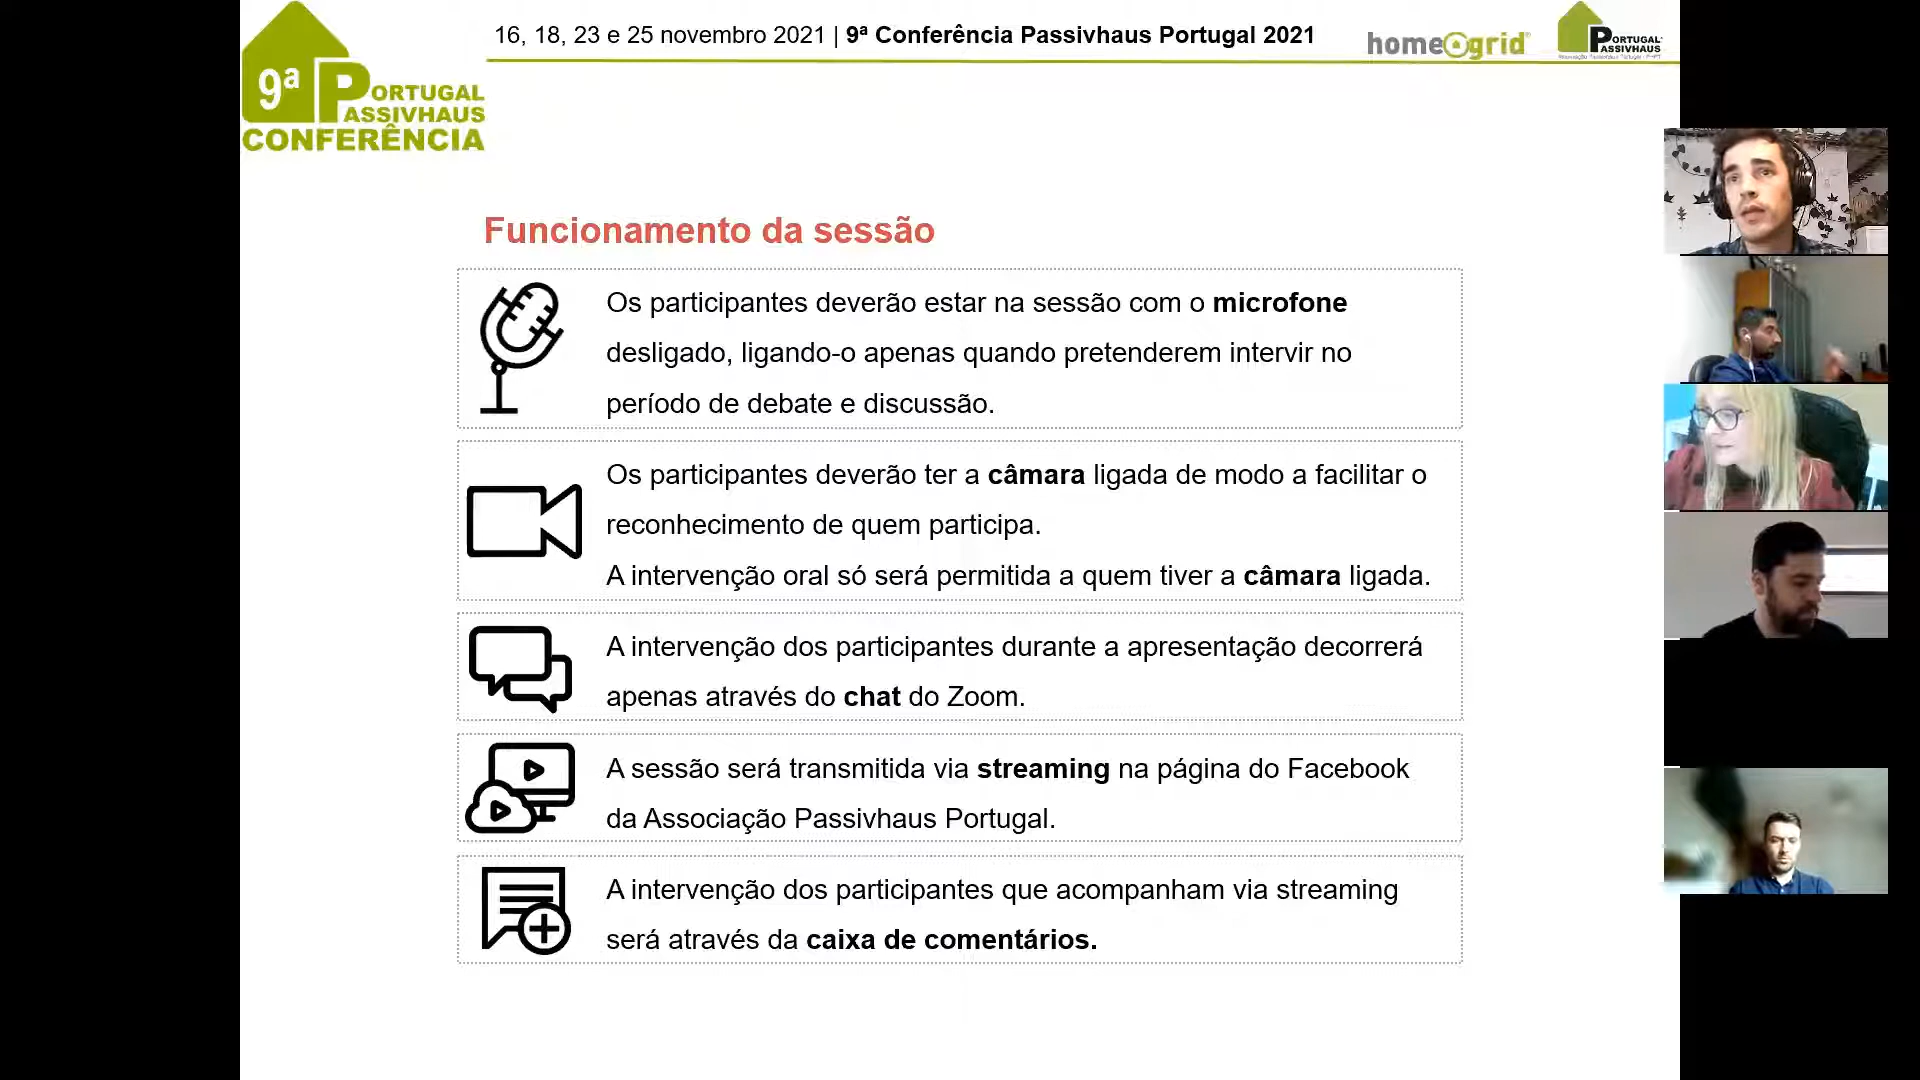 16, 18, 23 e 25 novembro 2021 | 9ª Conferência Passivhaus Portugal 2021
homegrid
PORTUGAL
PASSIVHAUS
9ª PORTUGAL
PASSIVHAUS
CONFERÊNCIA
Funcionamento da sessão
Os participantes deverão estar na sessão com o microfone
desligado, ligando-o apenas quando pretenderem intervir no
período de debate e discussão.
Os participantes deverão ter a câmara ligada de modo a facilitar o
reconhecimento de quem participa.
A intervenção oral só será permitida a quem tiver a câmara ligada.
A intervenção dos participantes durante a apresentação decorrerá
apenas através do chat do Zoom.
A sessão será transmitida via streaming na página do Facebook
da Associação Passivhaus Portugal.
A intervenção dos participantes que acompanham via streaming
será através da caixa de comentários.